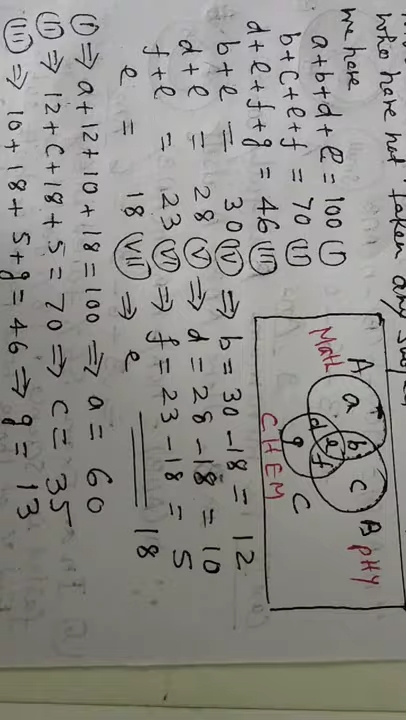 who have not taken any
we have
a+b+d+e = 100 (i)
b+c+e+f = 70 (ii)
d+e+f+g = 46 (iii)
b+e = 30 (iv) ⇒ b = 30-18 = 12
d+e = 28 (v) ⇒ d = 28-18 = 10
f+e = 23 (vi) ⇒ f = 23-18 = 5
e = 18 (vii) ⇒ e 18
(i) ⇒ a+12+10+18=100 ⇒ a = 60
(ii) ⇒ 12+c+18+5=70 ⇒ c = 35
(iii) ⇒ 10+18+5+g=46 ⇒ g = 13
A
Math
a
b
B
PHY
d
e
c
g
f
C
CHEM